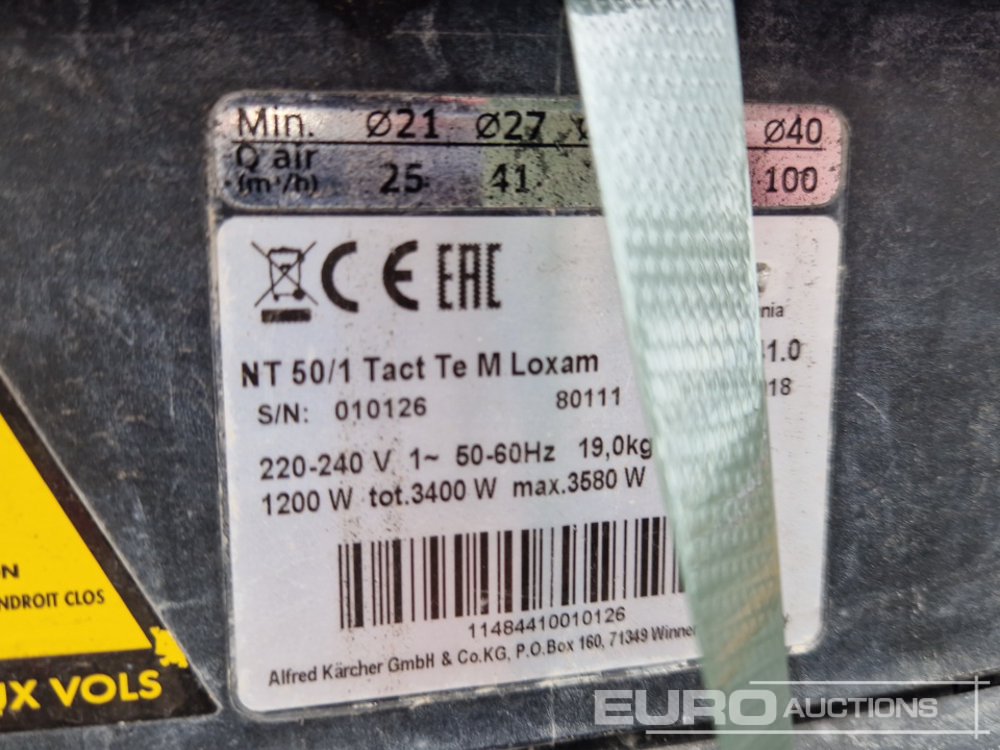 Min. ø21 ø27 ø40
Q air
(m³/h) 25 41 100
CE EAC
NT 50/1 Tact Te M Loxam
S/N: 010126 80111
220-240 V 1~ 50-60Hz 19,0kg
1200 W tot.3400 W max.3580 W
11484410010126
Alfred Kärcher GmbH & Co.KG, P.O.Box 160, 71349
NDROIT CLOS
VOLS
EURO AUCTIONS